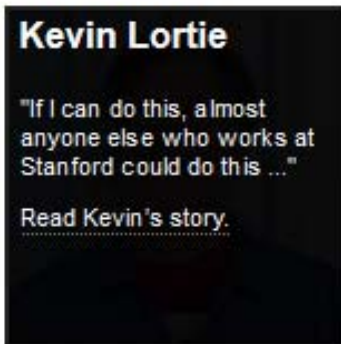 Kevin Lortie
"If I can do this, almost
anyone else who works at
Stanford could do this ..."
Read Kevin's story.